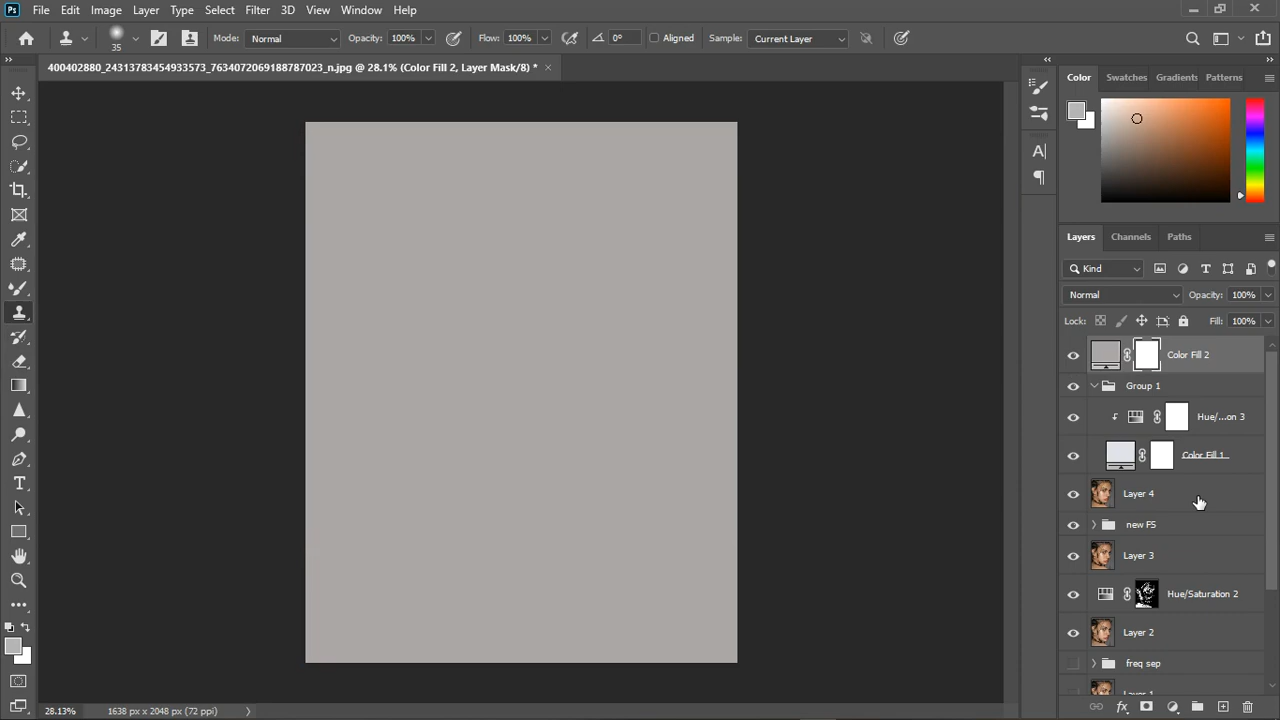 Ps File Edit Image Layer Type Select Filter 3D View Window Help
35 Mode: Normal Opacity: 100% Flow: 100% 0° Aligned Sample: Current Layer
400402880_24313783454933573_7634072069188787023_n.jpg @ 28.1% (Color Fill 2, Layer Mask/8) *
Color Swatches Gradients Patterns
Layers Channels Paths
Kind
Normal Opacity: 100%
Lock: Fill: 100%
Color Fill 2
Group 1
Hue/...on 3
Color Fill 1
Layer 4
new FS
Layer 3
Hue/Saturation 2
Layer 2
freq sep
Layer 1
28.13% 1638 px x 2048 px (72 ppi)